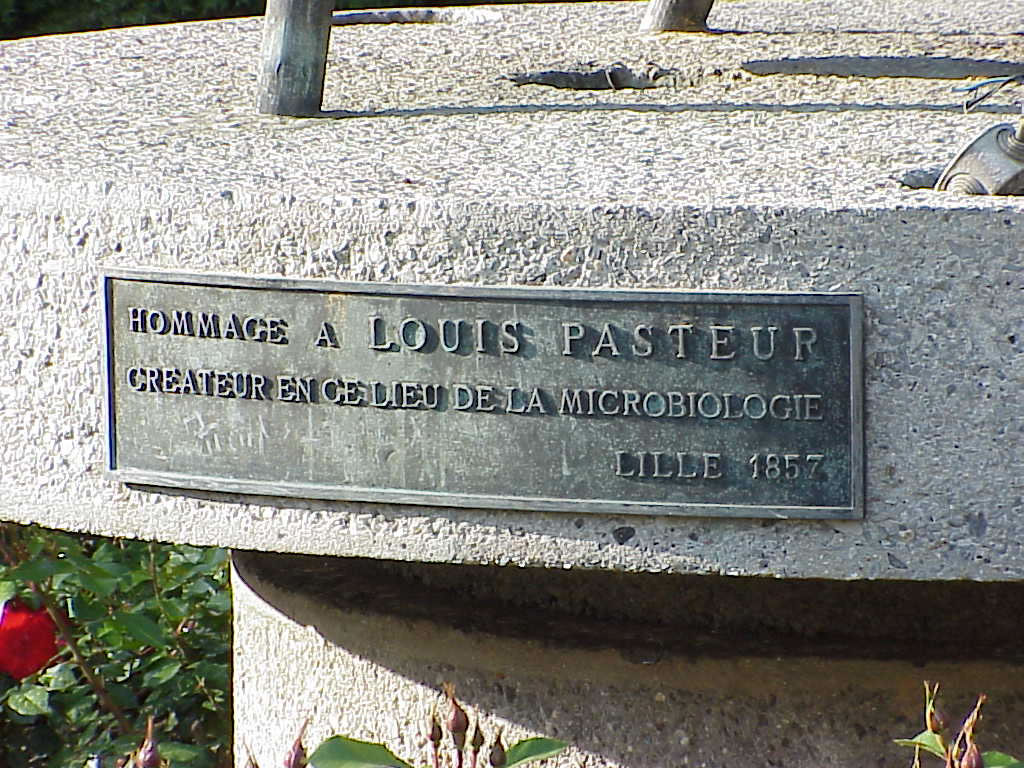 HOMMAGE A LOUIS PASTEUR
CREATEUR EN CE LIEU DE LA MICROBIOLOGIE
LILLE 1857